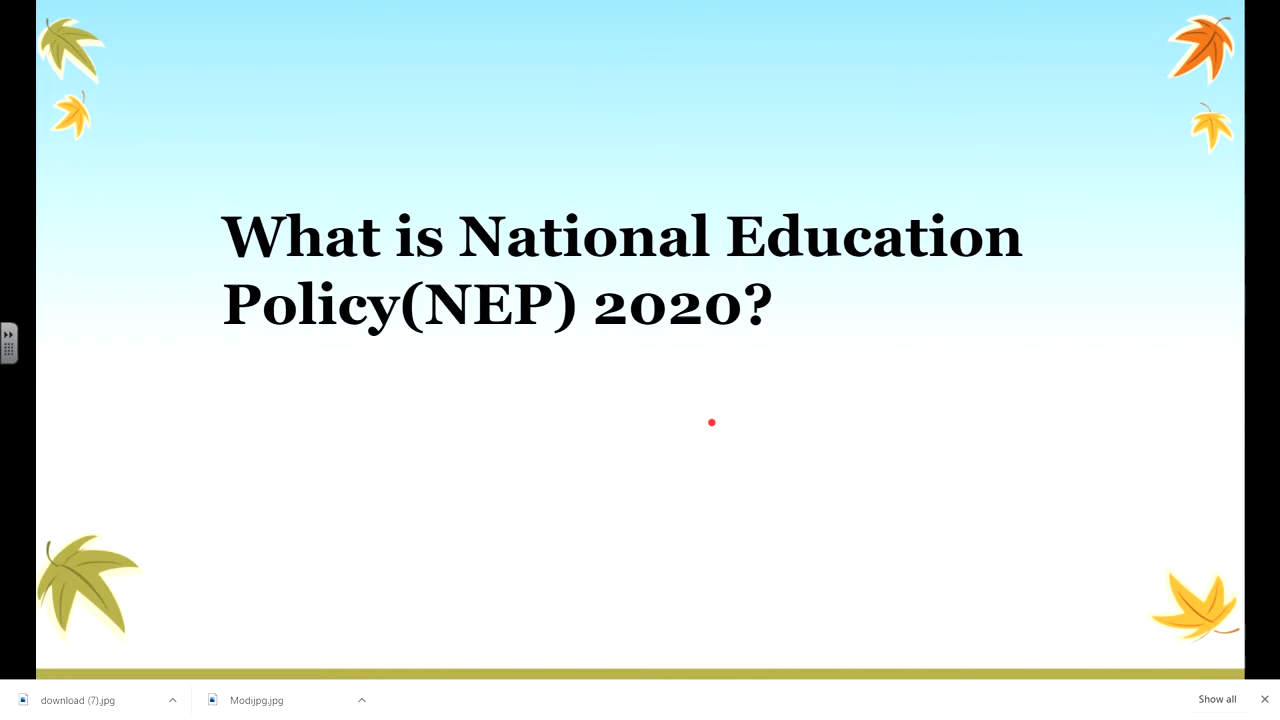 What is National Education
Policy(NEP) 2020?
download (7).jpg
Modijpg.jpg
Show all